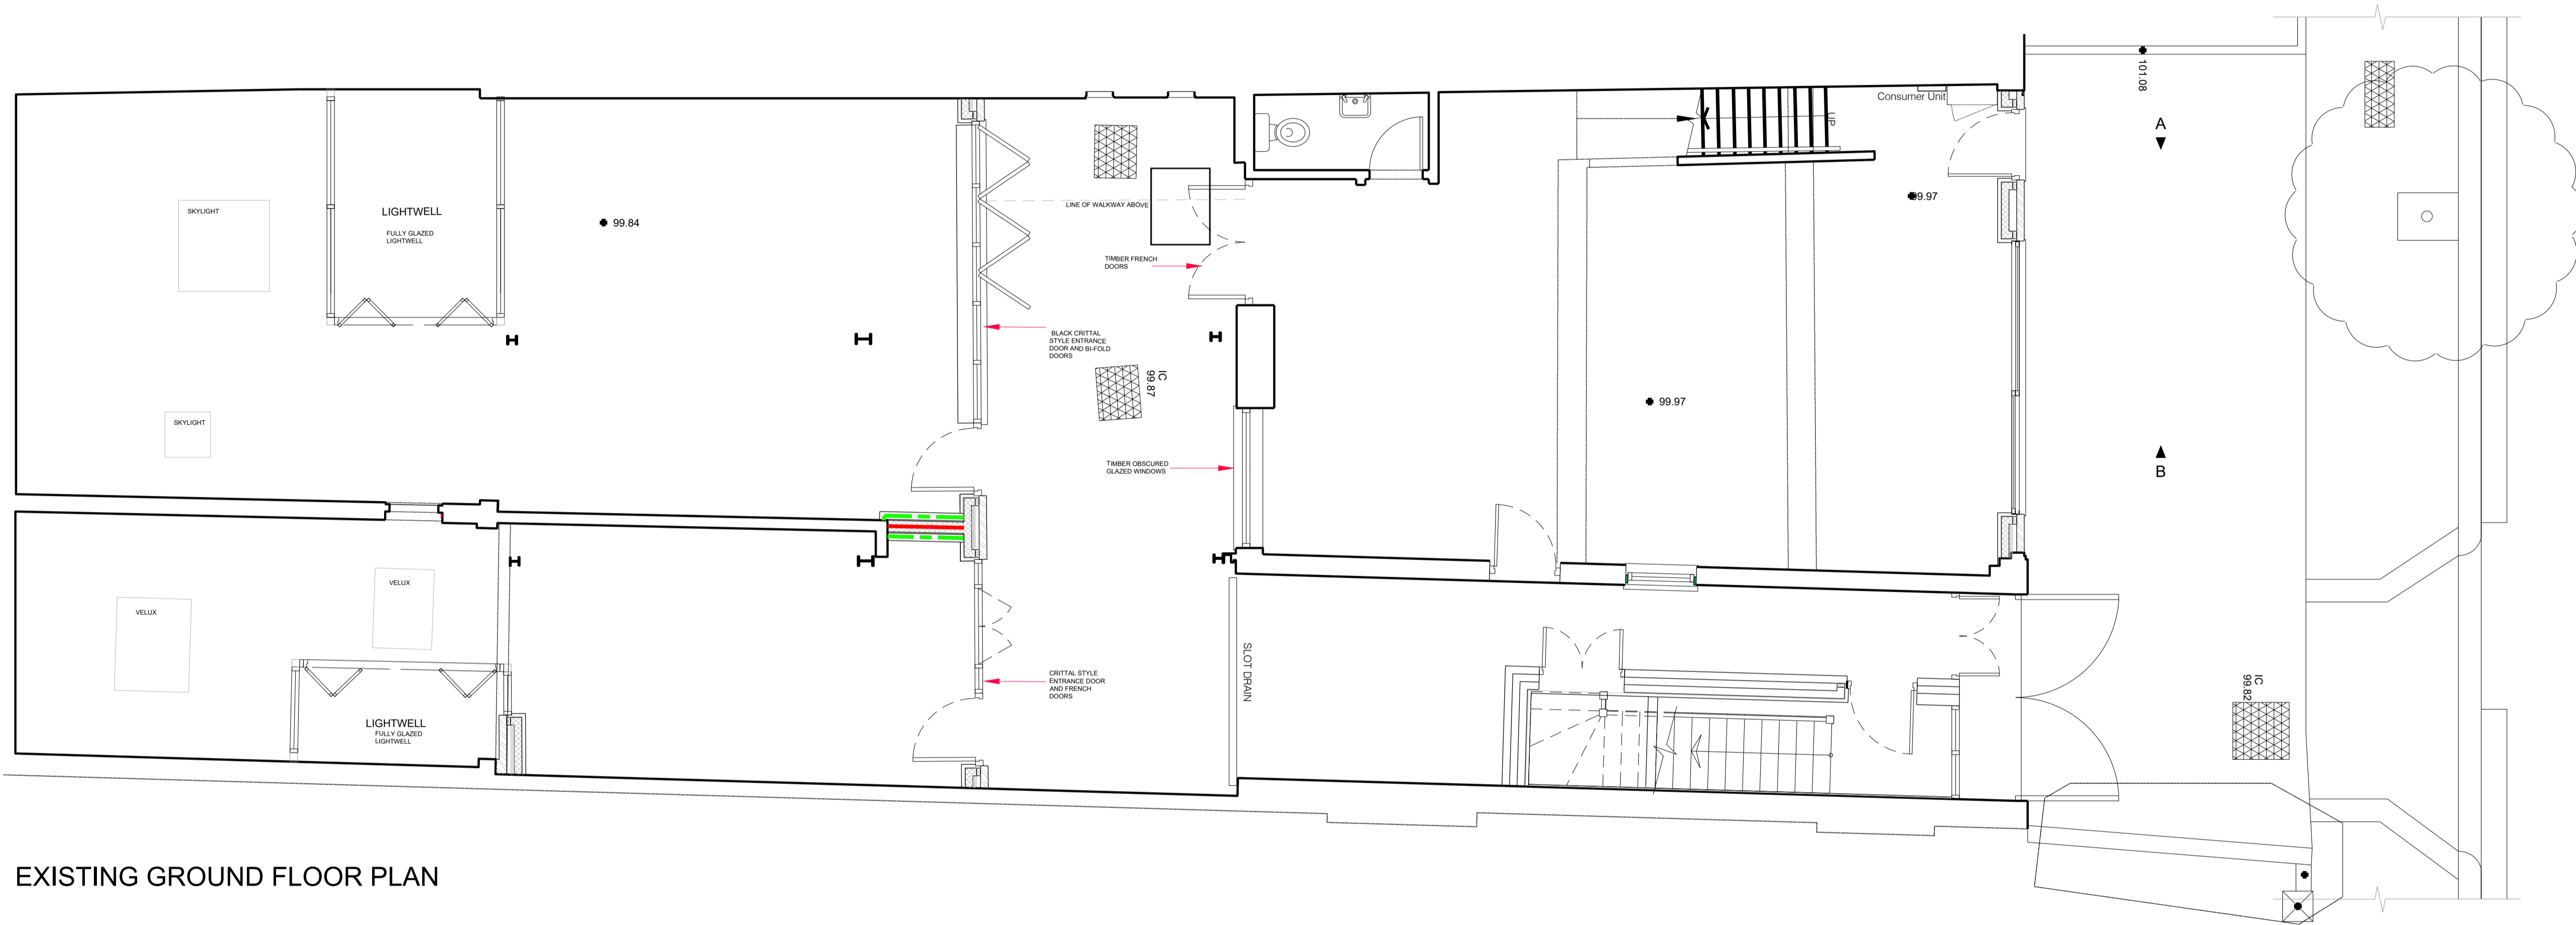 101.08
Consumer Unit
A
UP
SKYLIGHT
LIGHTWELL
FULLY GLAZED
LIGHTWELL
99.84
LINE OF WALKWAY ABOVE
99.97
TIMBER FRENCH
DOORS
BLACK CRITTAL
STYLE ENTRANCE
DOOR AND BI-FOLD
DOORS
IC
99.87
99.97
SKYLIGHT
TIMBER OBSCURED
GLAZED WINDOWS
B
VELUX
VELUX
SLOT DRAIN
CRITTAL STYLE
ENTRANCE DOOR
AND FRENCH
DOORS
IC
99.82
LIGHTWELL
FULLY GLAZED
LIGHTWELL
EXISTING GROUND FLOOR PLAN